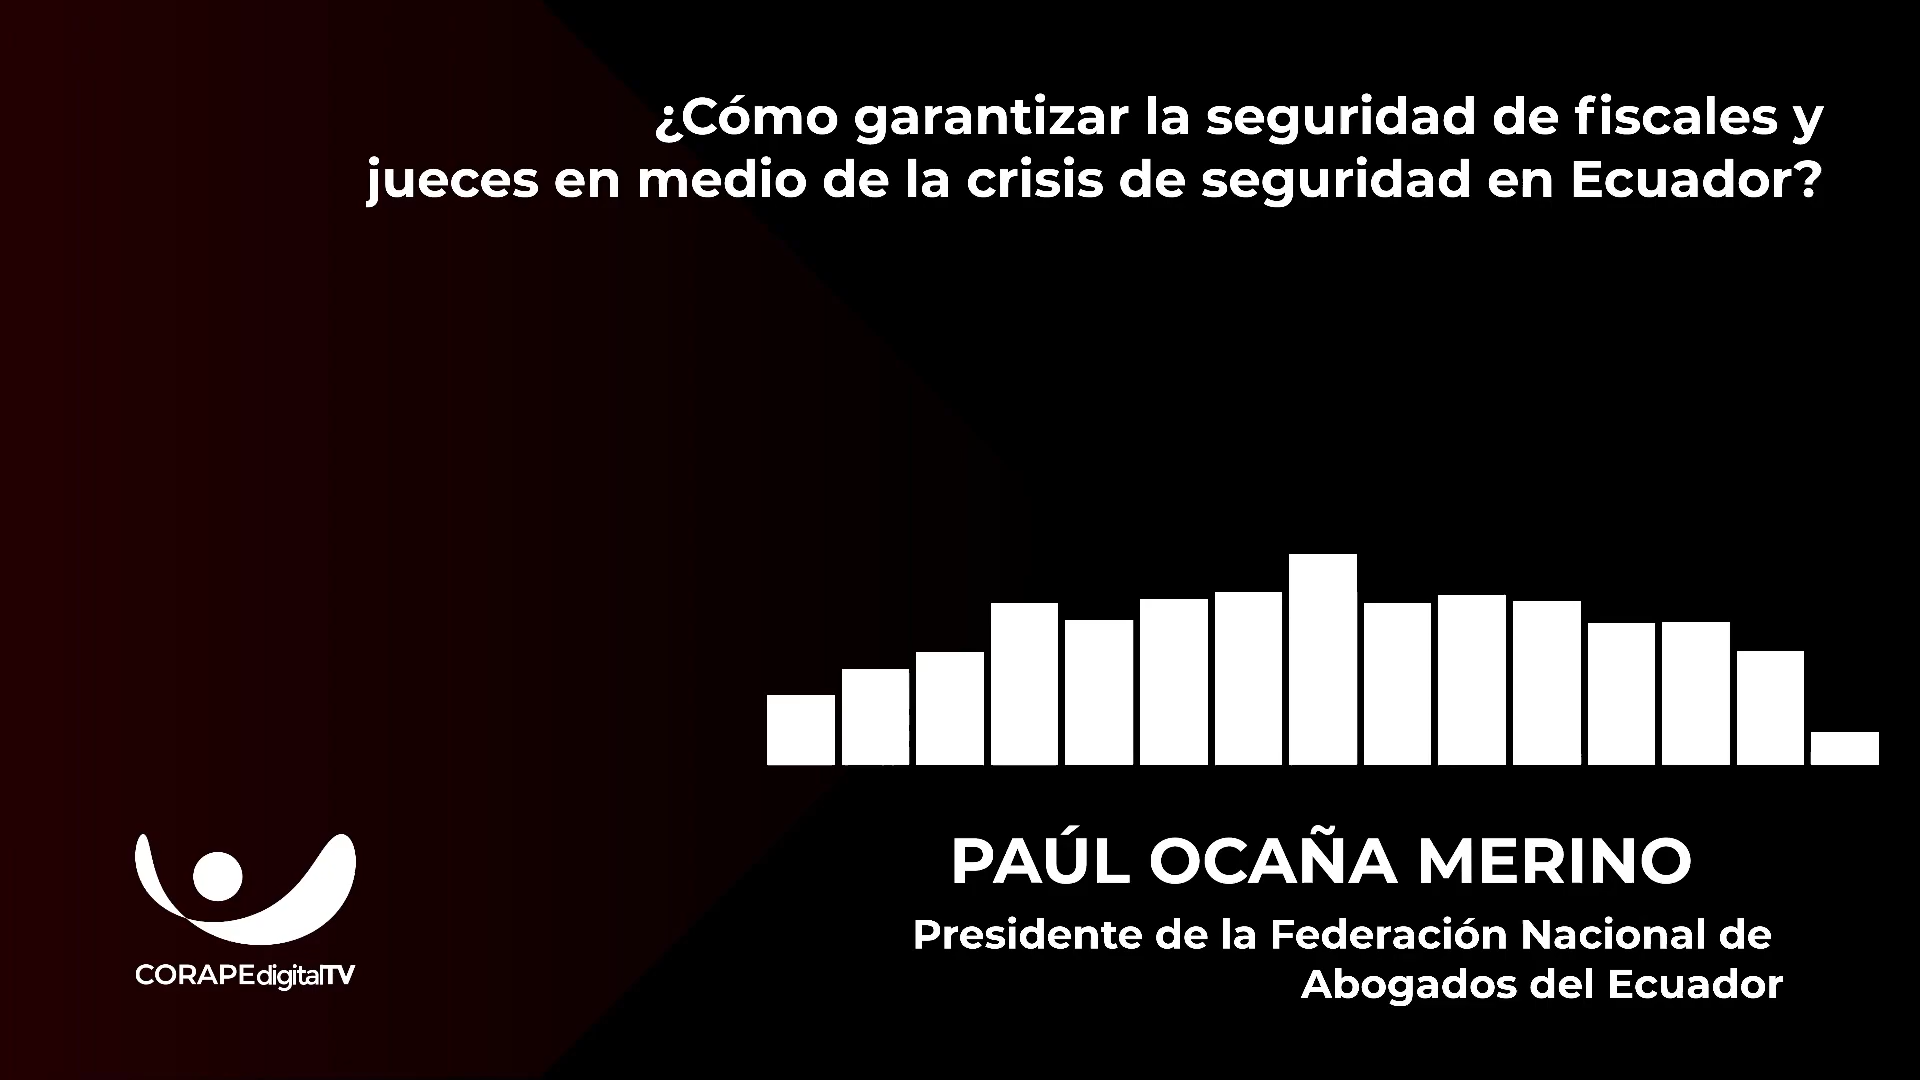 ¿Cómo garantizar la seguridad de fiscales y
jueces en medio de la crisis de seguridad en Ecuador?
PAÚL OCAÑA MERINO
Presidente de la Federación Nacional de
Abogados del Ecuador
CORAPEdigitalTV